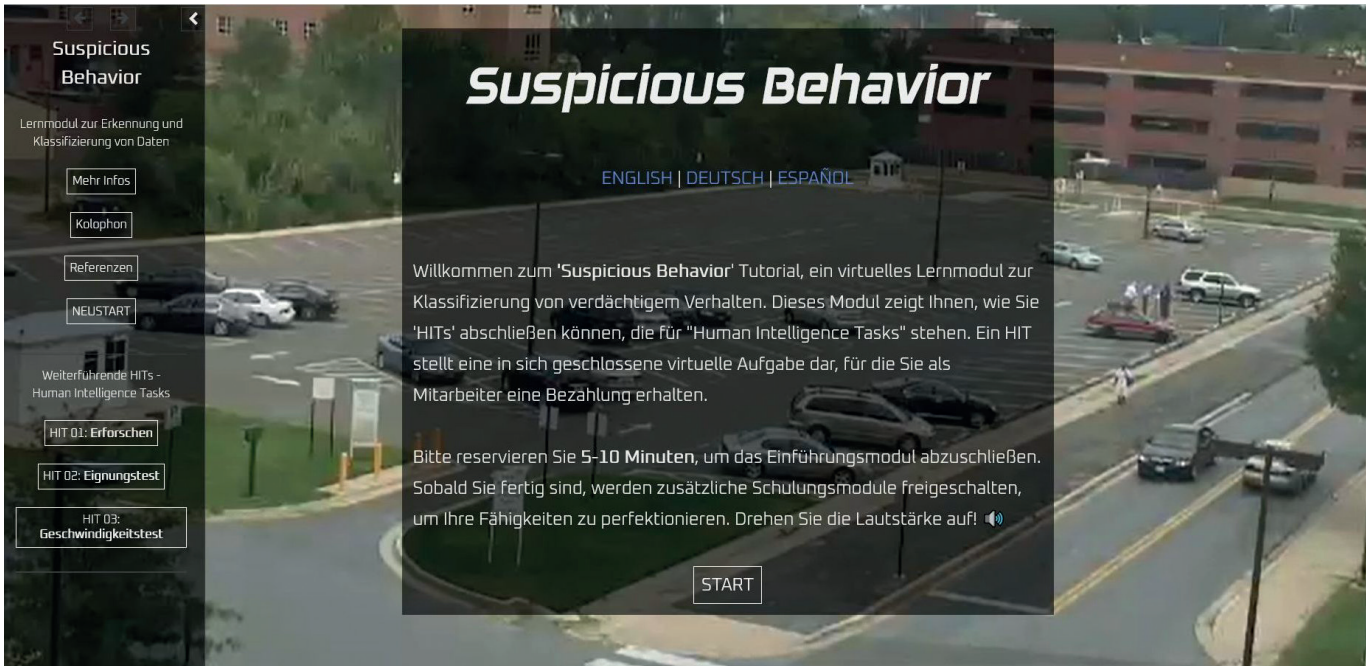 Suspicious
Behavior
Lernmodul zur Erkennung und
Klassifizierung von Daten
Mehr Infos
Kolophon
Referenzen
NEUSTART
Weiterführende HITs -
Human Intelligence Tasks
HIT 01: Erforschen
HIT 02: Eignungstest
HIT 03:
Geschwindigkeitstest
Suspicious Behavior
ENGLISH | DEUTSCH | ESPAÑOL
Willkommen zum 'Suspicious Behavior' Tutorial, ein virtuelles Lernmodul zur
Klassifizierung von verdächtigem Verhalten. Dieses Modul zeigt Ihnen, wie Sie
'HITs' abschließen können, die für "Human Intelligence Tasks" stehen. Ein HIT
stellt eine in sich geschlossene virtuelle Aufgabe dar, für die Sie als
Mitarbeiter eine Bezahlung erhalten.
Bitte reservieren Sie 5-10 Minuten, um das Einführungsmodul abzuschließen.
Sobald Sie fertig sind, werden zusätzliche Schulungsmodule freigeschalten,
um Ihre Fähigkeiten zu perfektionieren. Drehen Sie die Lautstärke auf!
START